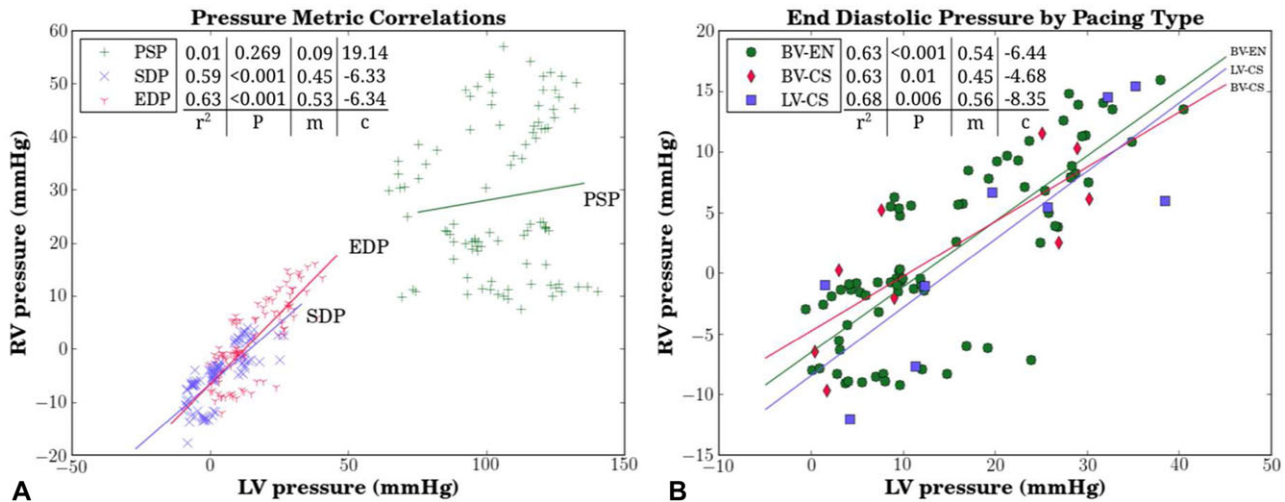 Pressure Metric Correlations
PSP 0.01 0.269 0.09 19.14
SDP 0.59 <0.001 0.45 -6.33
EDP 0.63 <0.001 0.53 -6.34
r² P m c
60
50
40
30
20
10
0
−10
−20
RV pressure (mmHg)
PSP
EDP
SDP
−50 0 50 100 150
LV pressure (mmHg)
A
End Diastolic Pressure by Pacing Type
BV-EN 0.63 <0.001 0.54 -6.44
BV-CS 0.63 0.01 0.45 -4.68
LV-CS 0.68 0.006 0.56 -8.35
r² P m c
20
15
10
5
0
−5
−10
−15
RV pressure (mmHg)
BV-EN
LV-CS
BV-CS
−10 0 10 20 30 40 50
LV pressure (mmHg)
B